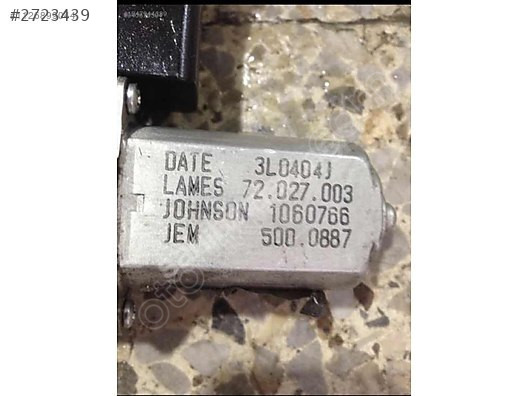 #2723439
DATE 3L0404J
LAMES 72.027.003
JOHNSON 1060766
JEM 500.0887